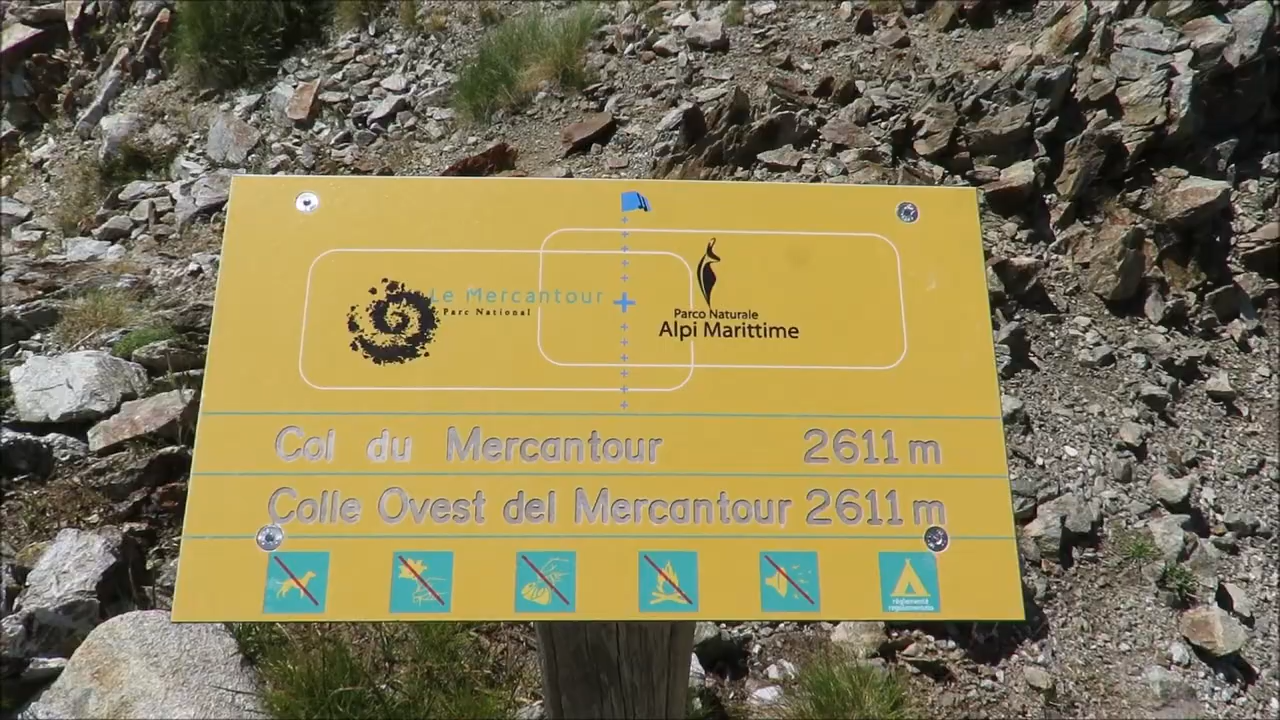 Le Mercantour
Parc National
Parco Naturale
Alpi Marittime
Col du Mercantour 2611 m
Colle Ovest del Mercantour 2611 m